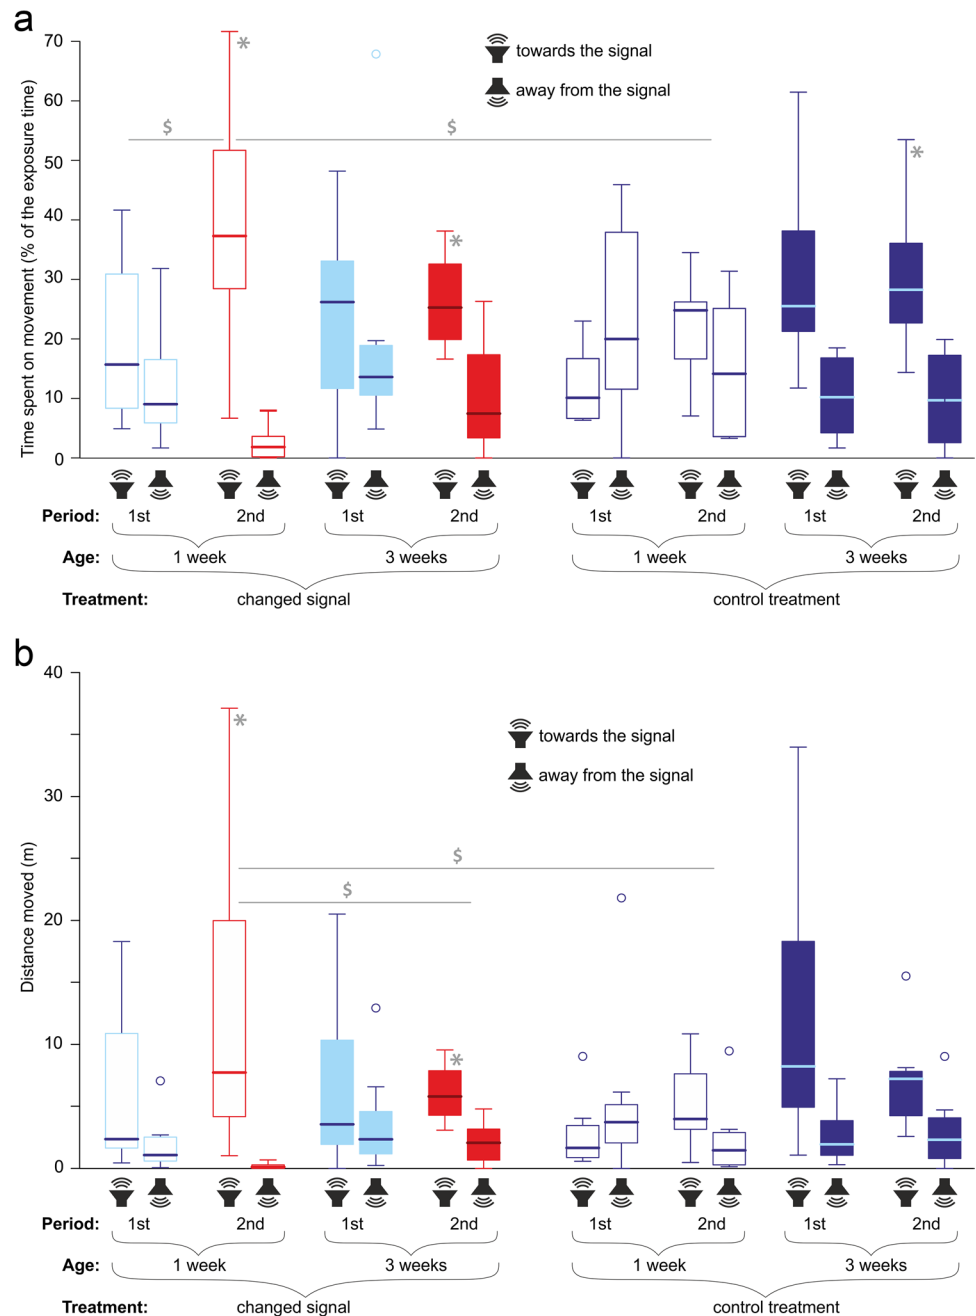 a
70
60
50
40
30
20
10
0
Time spent on movement (% of the exposure time)
towards the signal
away from the signal
*
$
$
*
*
Period: 1st 2nd 1st 2nd 1st 2nd 1st 2nd
Age: 1 week 3 weeks 1 week 3 weeks
Treatment: changed signal control treatment
b
40
30
20
10
0
Distance moved (m)
towards the signal
away from the signal
*
$
$
*
Period: 1st 2nd 1st 2nd 1st 2nd 1st 2nd
Age: 1 week 3 weeks 1 week 3 weeks
Treatment: changed signal control treatment